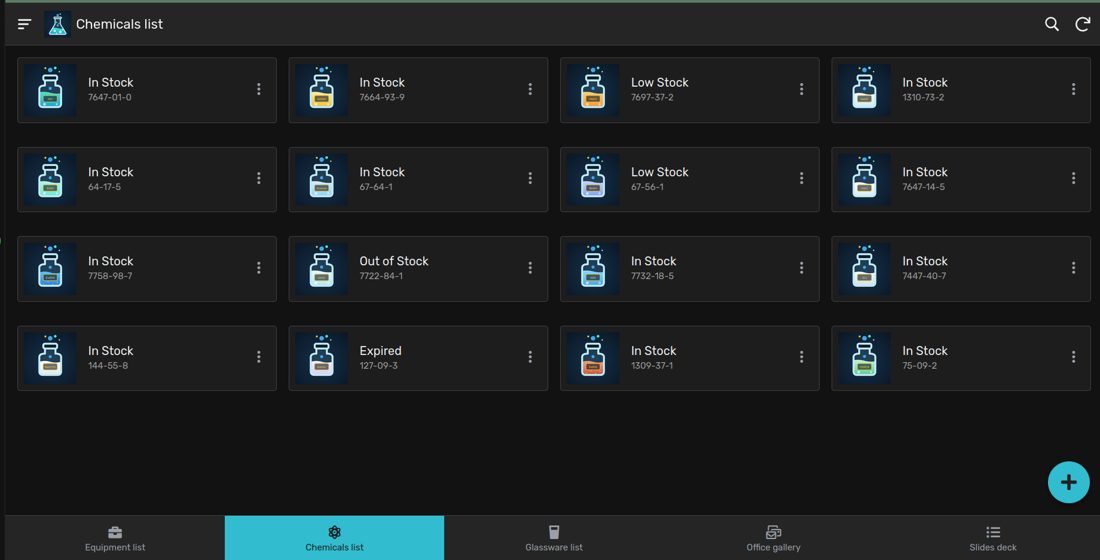 Chemicals list
In Stock
7647-01-0
In Stock
7664-93-9
Low Stock
7697-37-2
In Stock
1310-73-2
In Stock
64-17-5
In Stock
67-64-1
Low Stock
67-56-1
In Stock
7647-14-5
In Stock
7758-98-7
Out of Stock
7722-84-1
In Stock
7732-18-5
In Stock
7447-40-7
In Stock
144-55-8
Expired
127-09-3
In Stock
1309-37-1
In Stock
75-09-2
Equipment list
Chemicals list
Glassware list
Office gallery
Slides deck